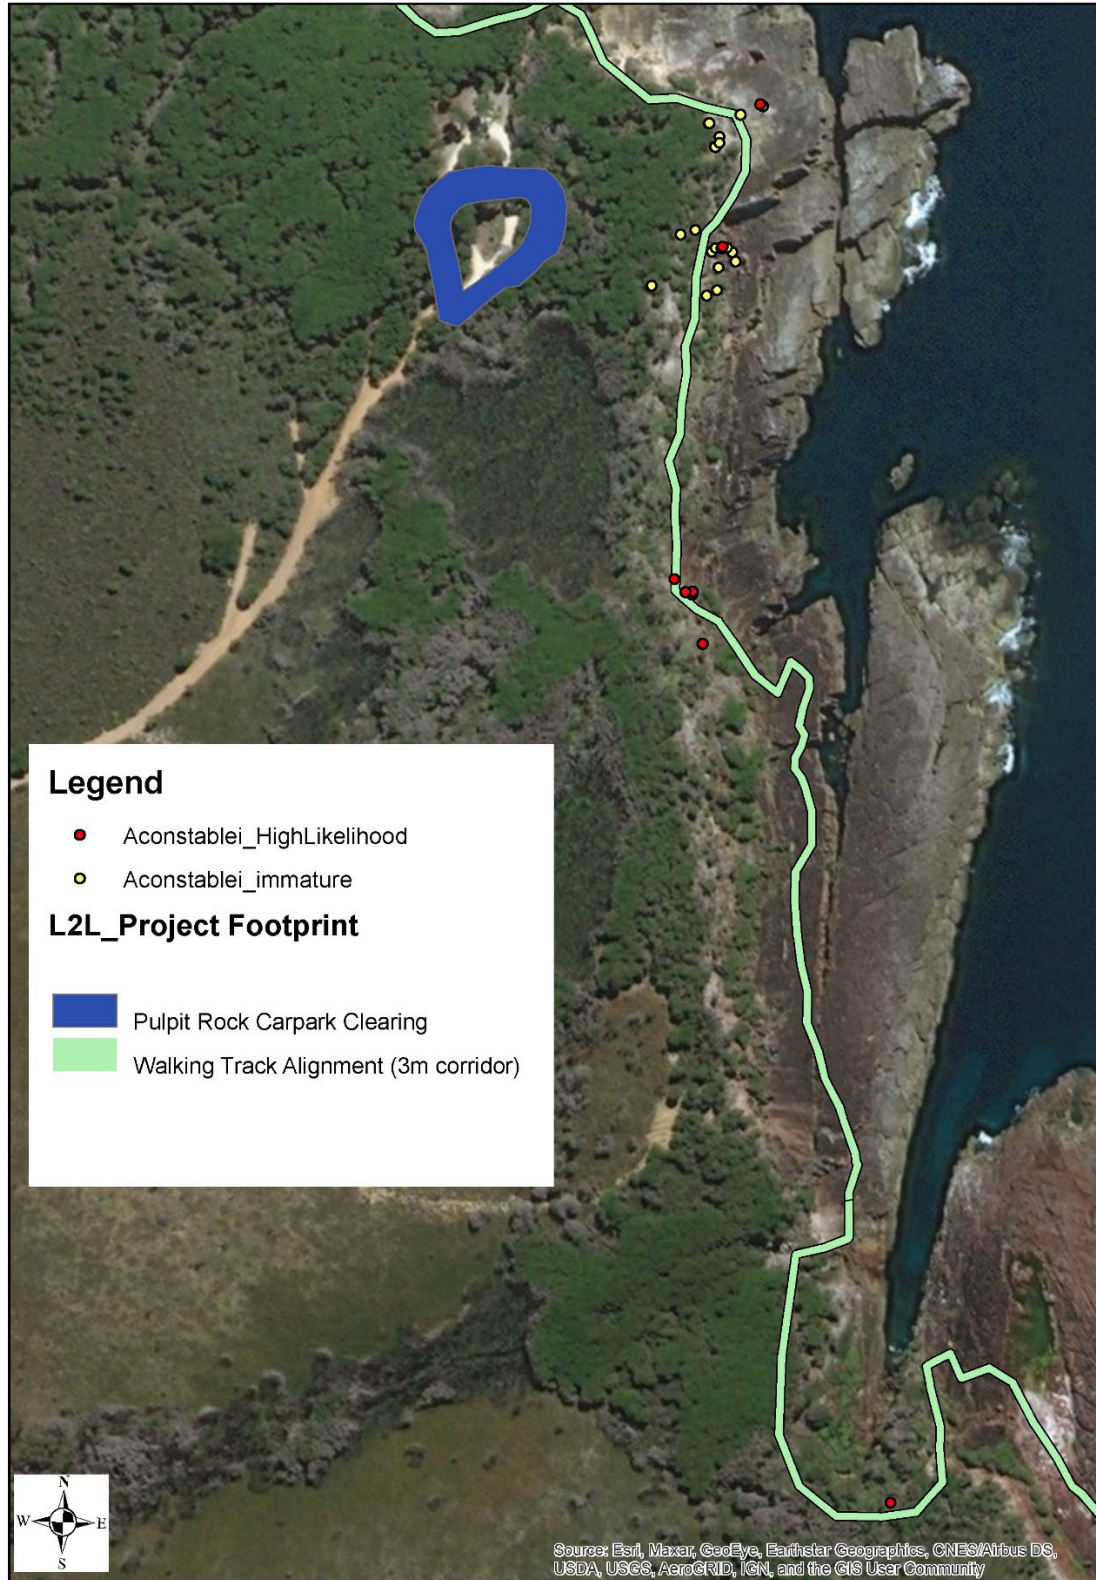 Legend
Aconstablei_HighLikelihood
Aconstablei_immature
L2L_Project Footprint
Pulpit Rock Carpark Clearing
Walking Track Alignment (3m corridor)
N
W E
S
Source: Esri, Maxar, GeoEye, Earthstar Geographics, CNES/Airbus DS,
USDA, USGS, AeroGRID, IGN, and the GIS User Community